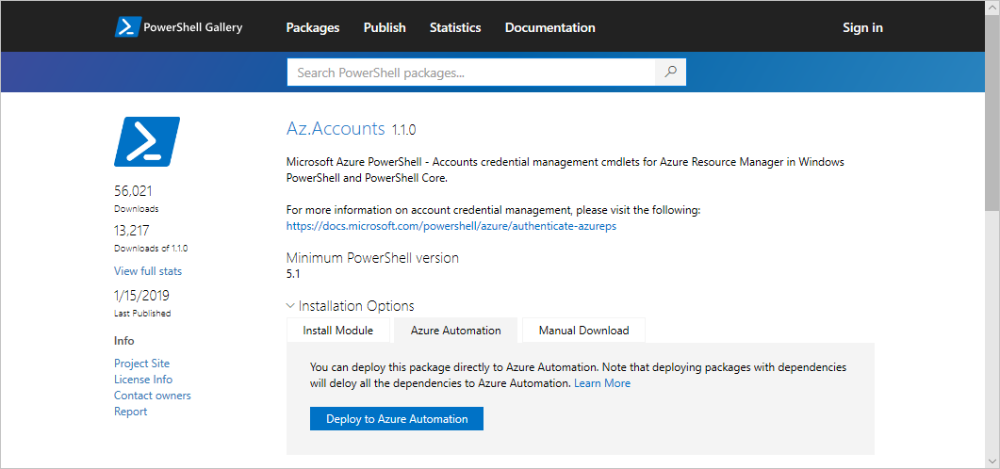 PowerShell Gallery
Packages
Publish
Statistics
Documentation
Sign in
Search PowerShell packages...
56,021
Downloads
13,217
Downloads of 1.1.0
View full stats
1/15/2019
Last Published
Info
Project Site
License Info
Contact owners
Report
Az.Accounts 1.1.0
Microsoft Azure PowerShell - Accounts credential management cmdlets for Azure Resource Manager in Windows
PowerShell and PowerShell Core.
For more information on account credential management, please visit the following:
https://docs.microsoft.com/powershell/azure/authenticate-azureps
Minimum PowerShell version
5.1
Installation Options
Install Module
Azure Automation
Manual Download
You can deploy this package directly to Azure Automation. Note that deploying packages with dependencies
will deloy all the dependencies to Azure Automation. Learn More
Deploy to Azure Automation